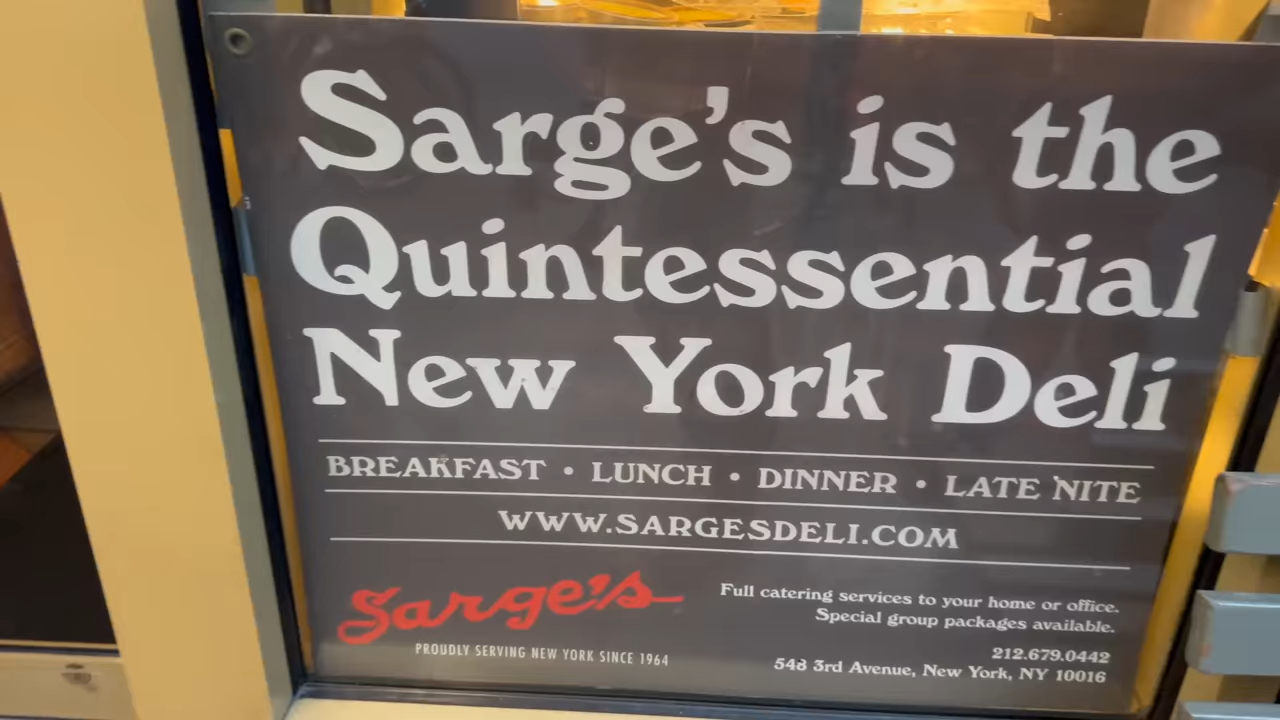 Sarge's is the
Quintessential
New York Deli
BREAKFAST • LUNCH • DINNER • LATE NITE
WWW.SARGESDELI.COM
Sarge's
PROUDLY SERVING NEW YORK SINCE 1964
Full catering services to your home or office.
Special group packages available.
212.679.0442
548 3rd Avenue, New York, NY 10016